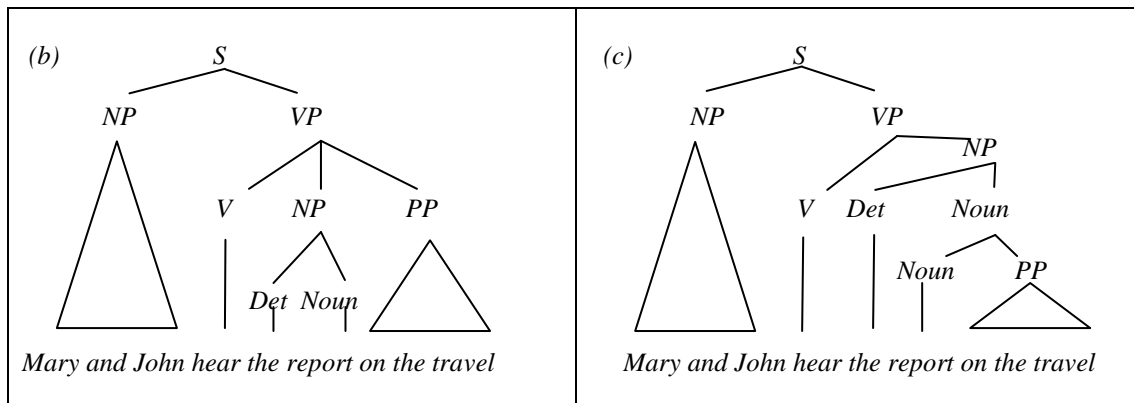 (b) S
NP VP
V NP PP
Det Noun
Mary and John hear the report on the travel
(c) S
NP VP
NP
V Det Noun
Noun PP
Mary and John hear the report on the travel